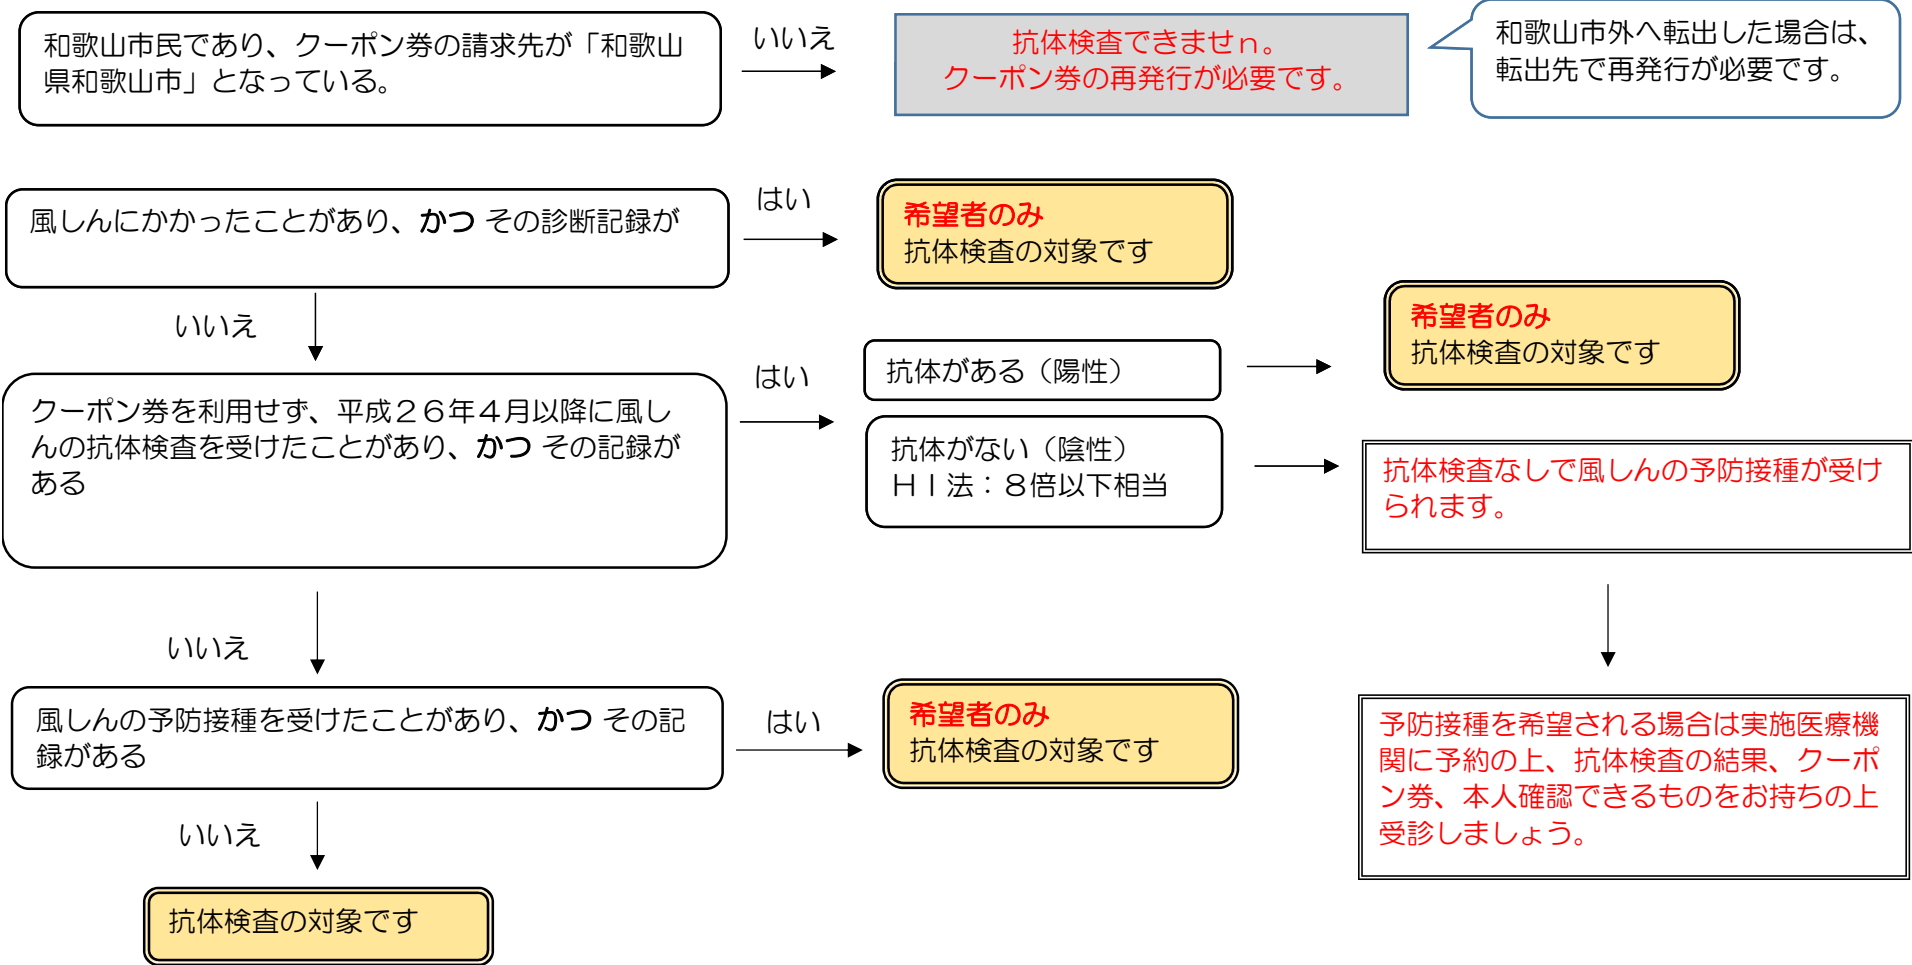 和歌山市民であり、クーポン券の請求先が「和歌山
県和歌山市」となっている。
いいえ
抗体検査できませｎ。
クーポン券の再発行が必要です。
和歌山市外へ転出した場合は、
転出先で再発行が必要です。
風しんにかかったことがあり、かつ その診断記録が
はい
希望者のみ
抗体検査の対象です
いいえ
クーポン券を利用せず、平成２６年４月以降に風し
んの抗体検査を受けたことがあり、かつ その記録が
ある
はい
抗体がある（陽性）
希望者のみ
抗体検査の対象です
抗体がない（陰性）
ＨＩ法：８倍以下相当
抗体検査なしで風しんの予防接種が受け
られます。
いいえ
風しんの予防接種を受けたことがあり、かつ その記
録がある
はい
希望者のみ
抗体検査の対象です
予防接種を希望される場合は実施医療機
関に予約の上、抗体検査の結果、クーポ
ン券、本人確認できるものをお持ちの上
受診しましょう。
いいえ
抗体検査の対象です